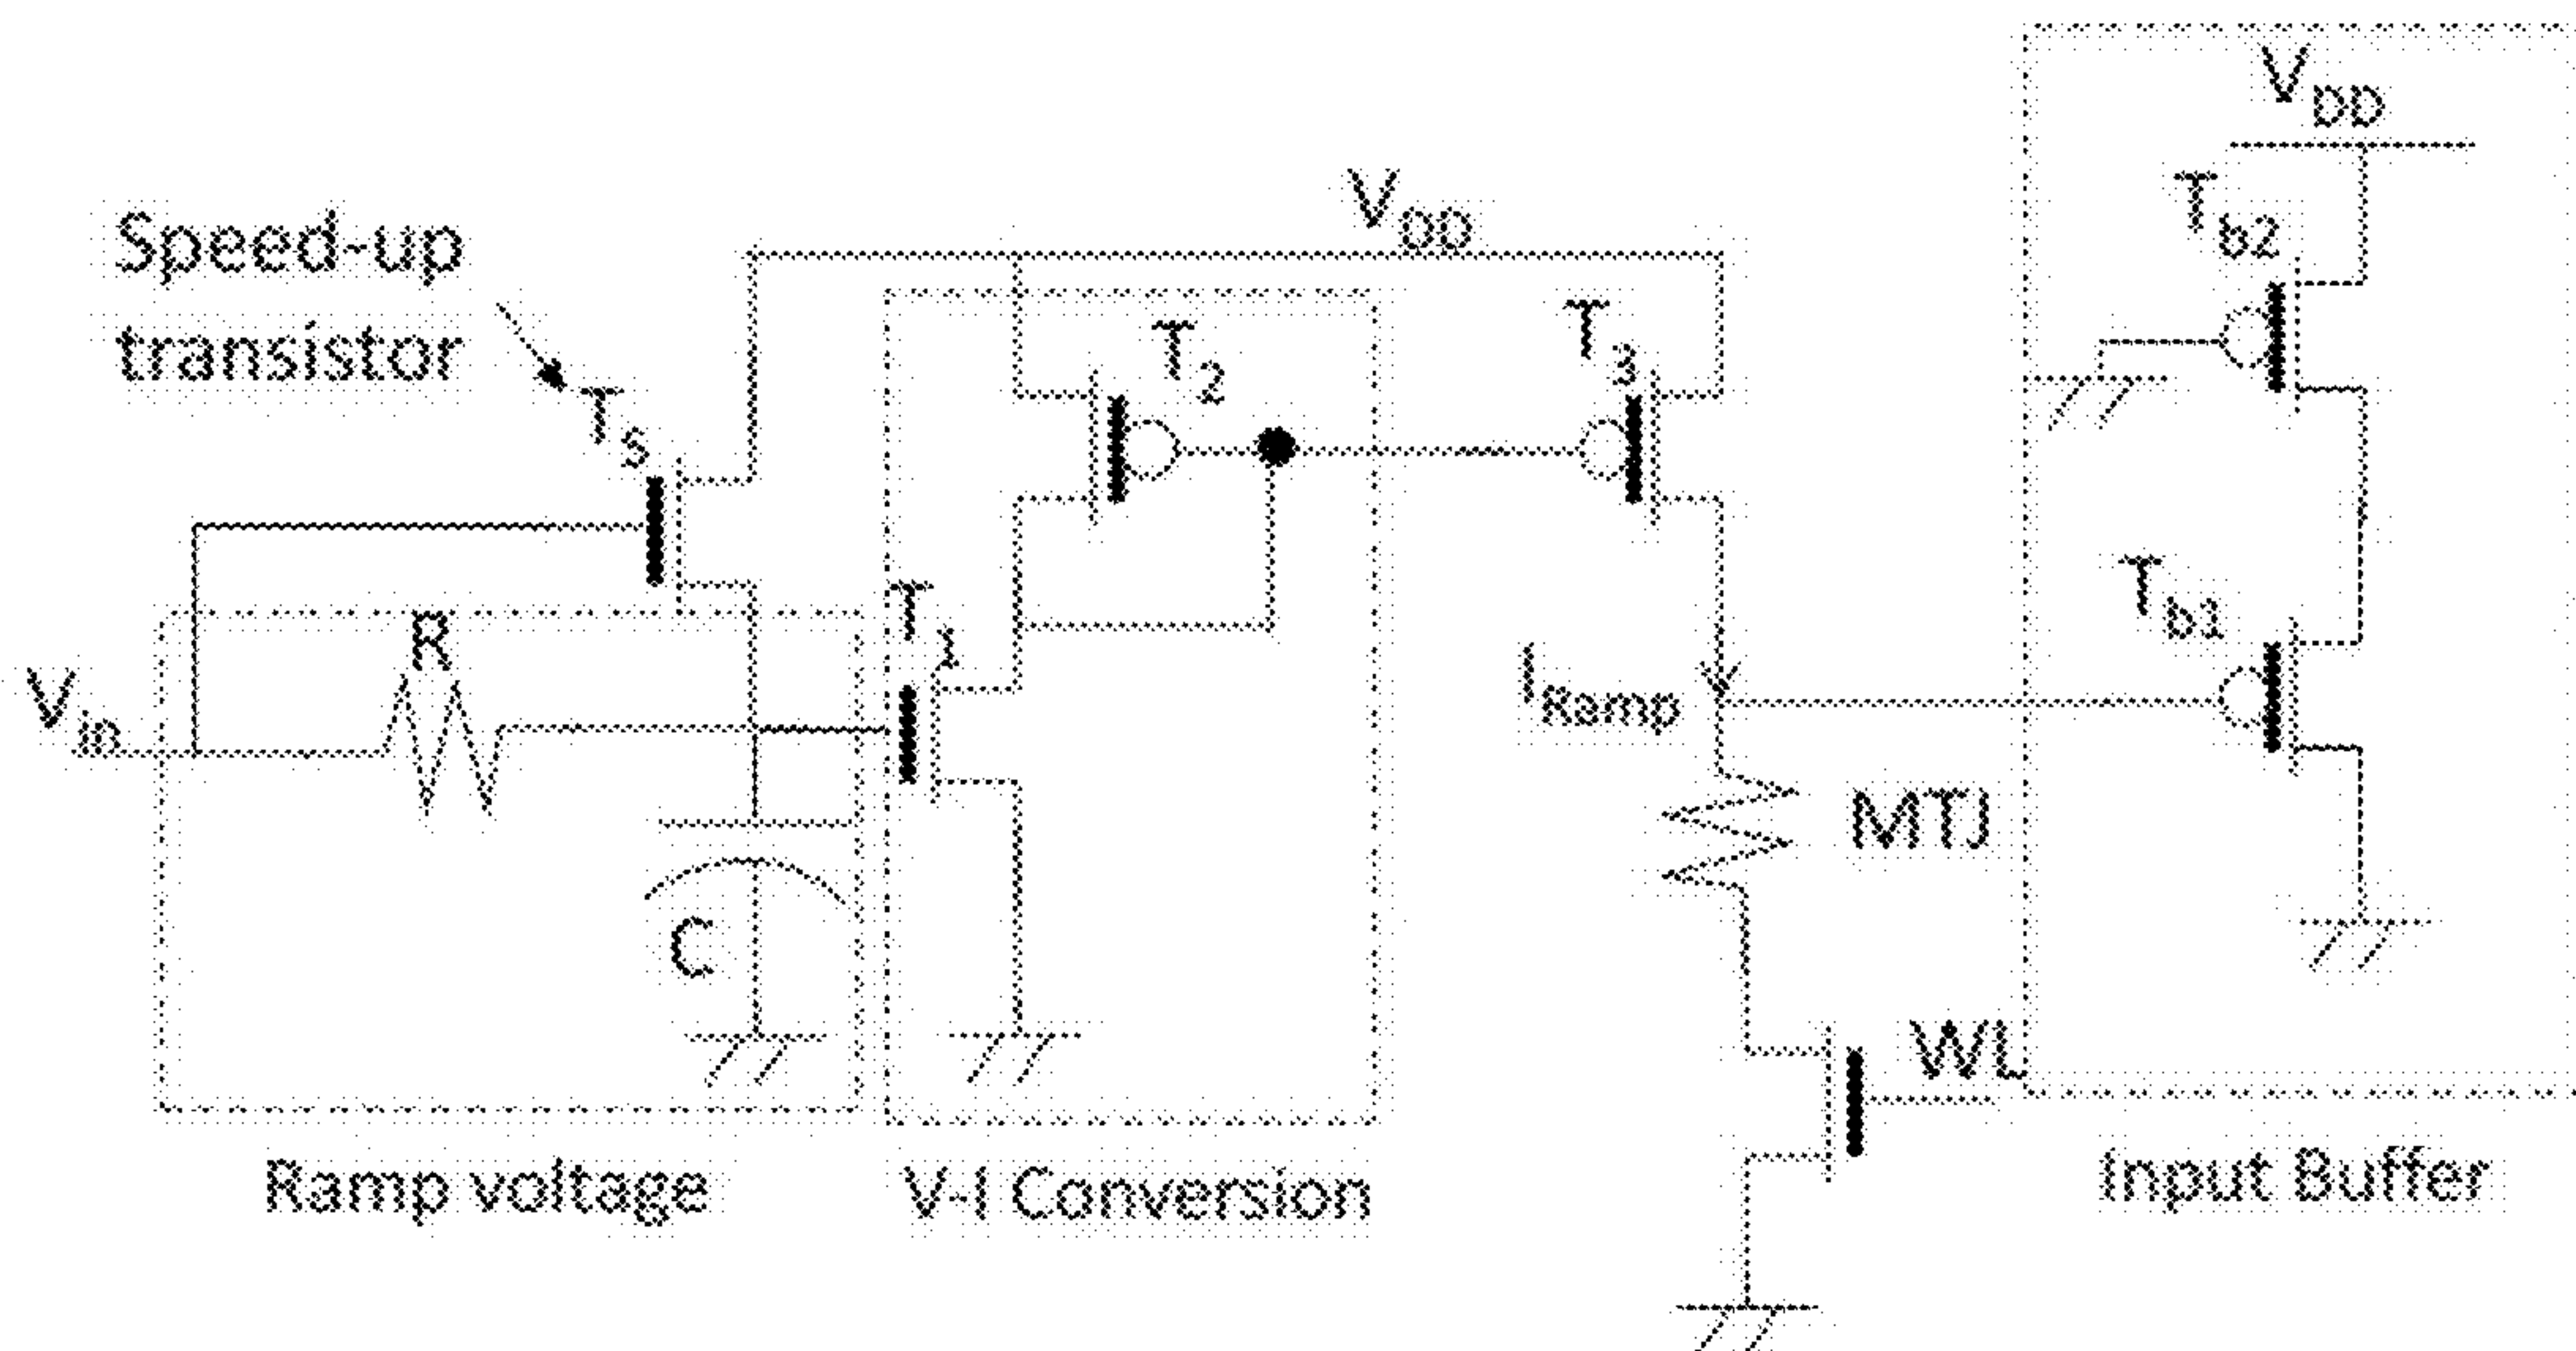 V_DD
T_b2
V_DD
Speed-up
transistor
T_S
T_2
T_3
T_1
T_b1
R
V_in
I_Ramp
MTJ
C
WL
Ramp voltage
V-I Conversion
Input Buffer